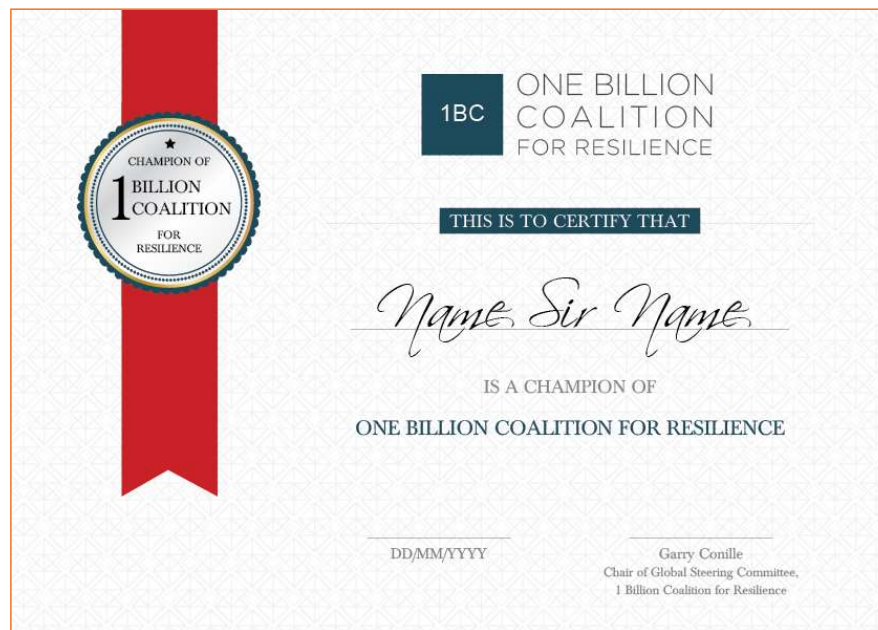 ★
CHAMPION OF
1 BILLION
COALITION
FOR
RESILIENCE
1BC
ONE BILLION
COALITION
FOR RESILIENCE
THIS IS TO CERTIFY THAT
Name Sir Name
IS A CHAMPION OF
ONE BILLION COALITION FOR RESILIENCE
DD/MM/YYYY
Garry Conille
Chair of Global Steering Committee,
1 Billion Coalition for Resilience